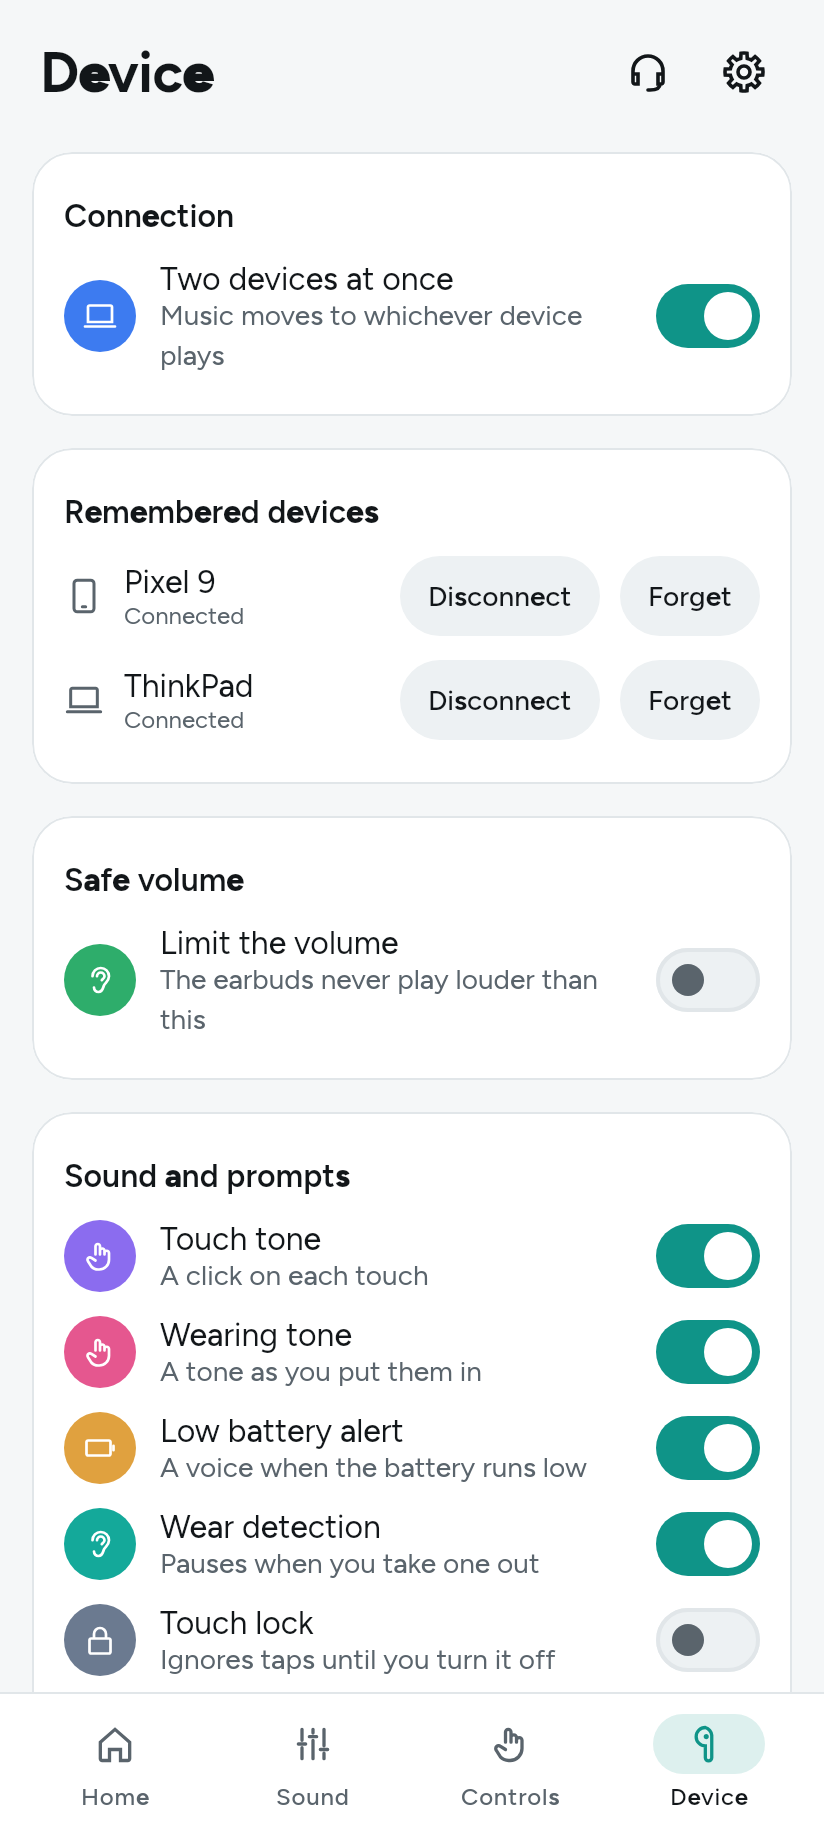 Device
Connection
Two devices at once
Music moves to whichever device
plays
Remembered devices
Pixel 9
Connected
Disconnect
Forget
ThinkPad
Connected
Disconnect
Forget
Safe volume
Limit the volume
The earbuds never play louder than
this
Sound and prompts
Touch tone
A click on each touch
Wearing tone
A tone as you put them in
Low battery alert
A voice when the battery runs low
Wear detection
Pauses when you take one out
Touch lock
Ignores taps until you turn it off
Home
Sound
Controls
Device